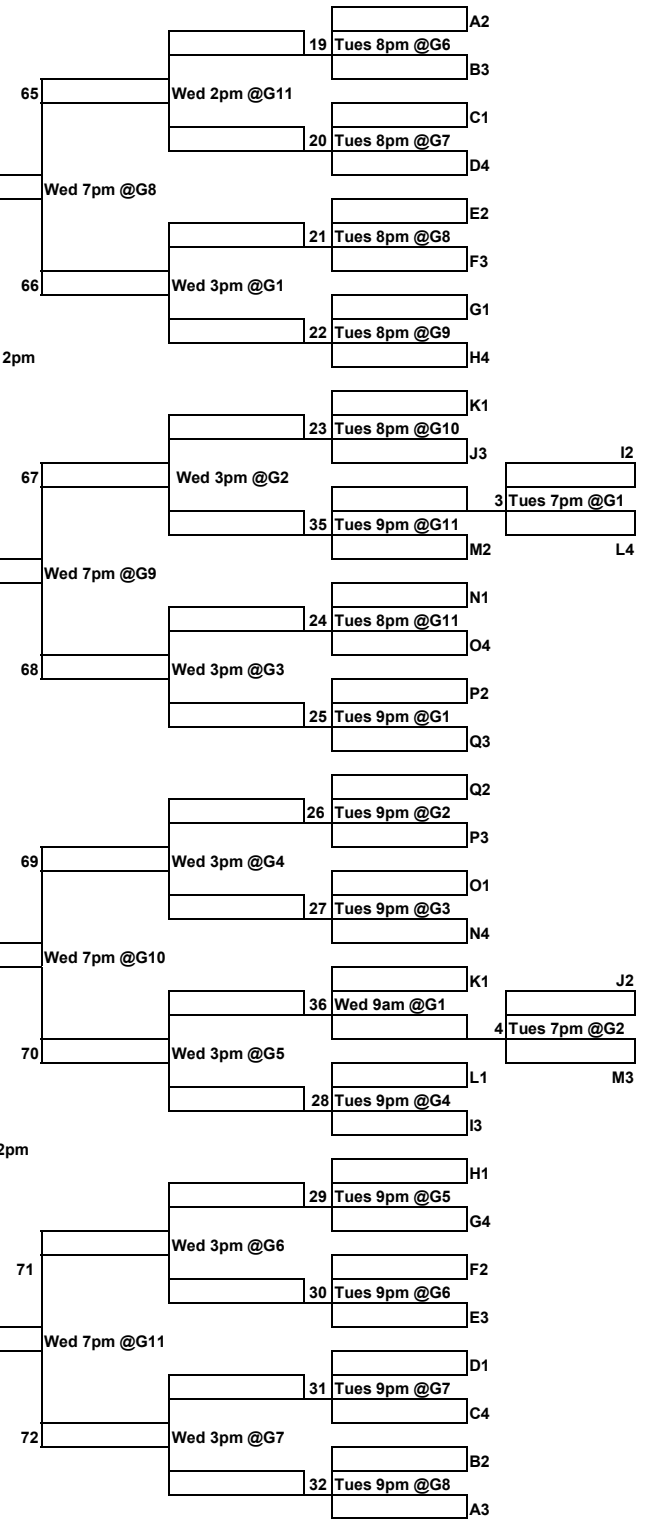 A2
19 Tues 8pm @G6
B3
65 Wed 2pm @G11
C1
20 Tues 8pm @G7
D4
Wed 7pm @G8
E2
21 Tues 8pm @G8
F3
66 Wed 3pm @G1
G1
22 Tues 8pm @G9
2pm H4
K1
23 Tues 8pm @G10
J3 I2
67 Wed 3pm @G2
3 Tues 7pm @G1
35 Tues 9pm @G11
M2 L4
Wed 7pm @G9
N1
24 Tues 8pm @G11
O4
68 Wed 3pm @G3
P2
25 Tues 9pm @G1
Q3
Q2
26 Tues 9pm @G2
P3
69 Wed 3pm @G4
O1
27 Tues 9pm @G3
N4
Wed 7pm @G10
K1 J2
36 Wed 9am @G1
4 Tues 7pm @G2
70 Wed 3pm @G5
L1 M3
28 Tues 9pm @G4
I3
2pm
H1
29 Tues 9pm @G5
G4
Wed 3pm @G6
71 F2
30 Tues 9pm @G6
E3
Wed 7pm @G11
D1
31 Tues 9pm @G7
C4
72 Wed 3pm @G7
B2
32 Tues 9pm @G8
A3